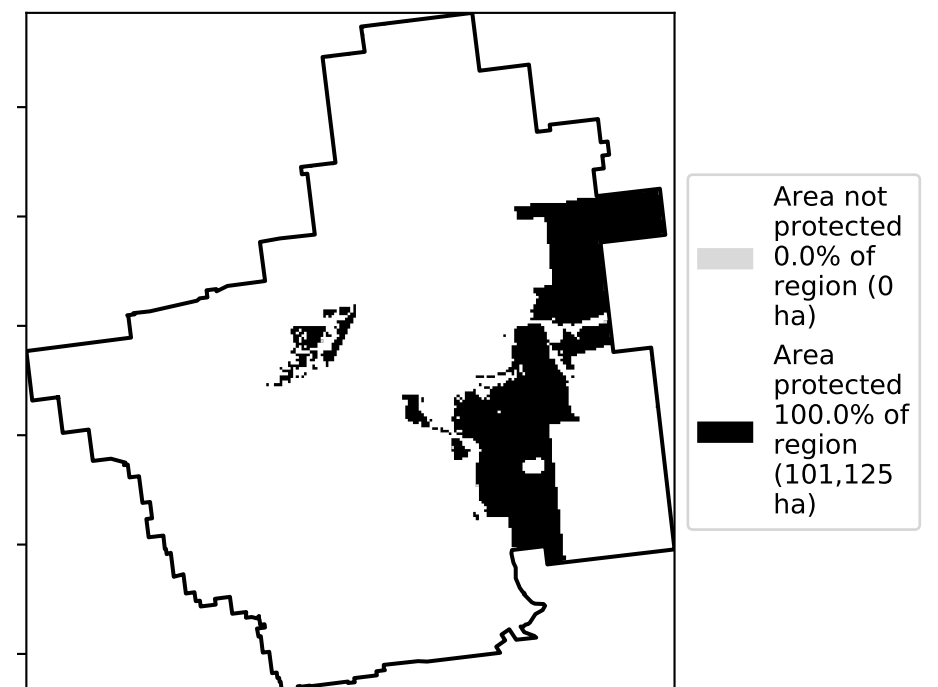 Area not
protected
0.0% of
region (0
ha)
Area
protected
100.0% of
region
(101,125
ha)